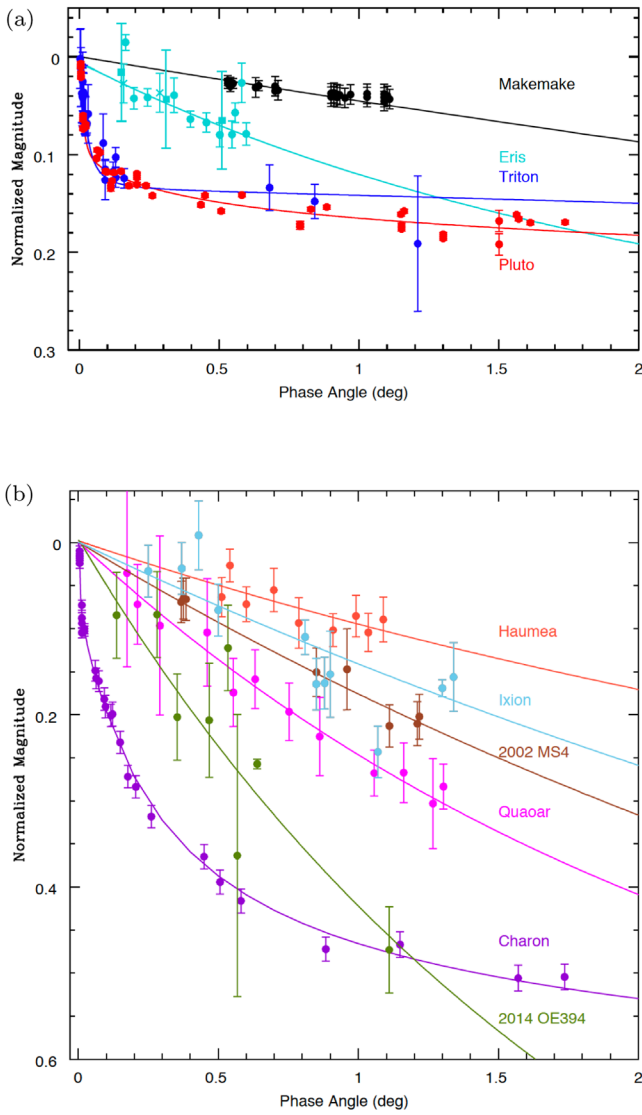 (a)
0
0.1
0.2
0.3
Normalized Magnitude
Makemake
Eris
Triton
Pluto
0
0.5
1
1.5
2
Phase Angle (deg)
(b)
0
0.2
0.4
0.6
Normalized Magnitude
Haumea
Ixion
2002 MS4
Quaoar
Charon
2014 OE394
0
0.5
1
1.5
2
Phase Angle (deg)